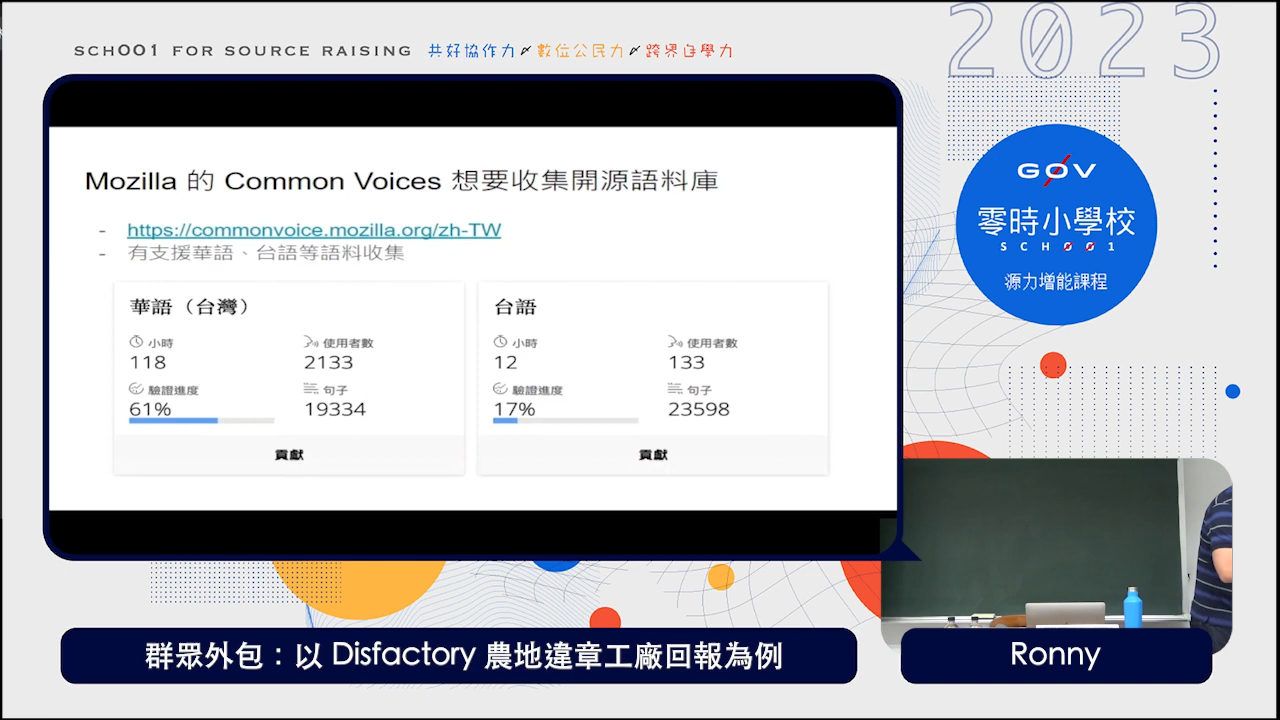 2023
SCH001 FOR SOURCE RAISING 共好協作力 數位公民力 跨界自學力
Mozilla 的 Common Voices 想要收集開源語料庫
- https://commonvoice.mozilla.org/zh-TW
- 有支援華語、台語等語料收集
華語（台灣）
小時
118
使用者數
2133
驗證進度
61%
句子
19334
貢獻
台語
小時
12
使用者數
133
驗證進度
17%
句子
23598
貢獻
G0V
零時小學校
SCH001
源力增能課程
群眾外包：以 Disfactory 農地違章工廠回報為例
Ronny